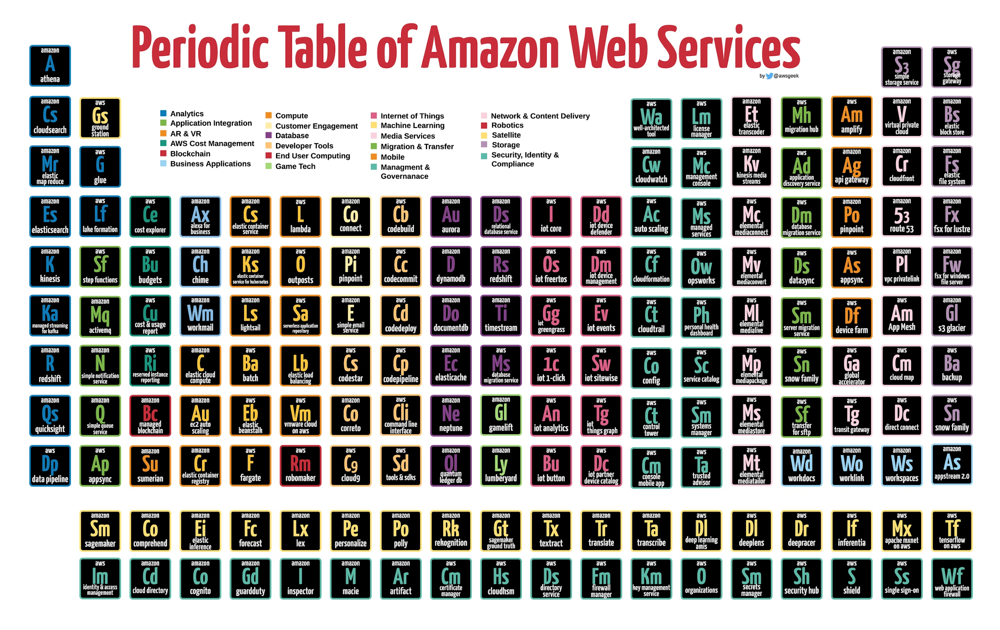 Periodic Table of Amazon Web Services
by @awsgeek
amazon
A
athena
amazon
S3
simple
storage service
aws
Sg
storage
gateway
amazon
Cs
cloudsearch
aws
Gs
ground
station
Analytics
Application Integration
AR & VR
AWS Cost Management
Blockchain
Business Applications
Compute
Customer Engagement
Database
Developer Tools
End User Computing
Game Tech
Internet of Things
Machine Learning
Media Services
Migration & Transfer
Mobile
Managment &
Governanace
Network & Content Delivery
Robotics
Satellite
Storage
Security, Identity &
Compliance
aws
Wa
well-architected
tool
aws
Lm
license
manager
amazon
Et
elastic
transcoder
aws
Mh
migration hub
aws
Am
amplify
amazon
V
virtual private
cloud
amazon
Bs
elastic
block store
amazon
Mr
elastic
map reduce
aws
G
glue
amazon
Cw
cloudwatch
aws
Mc
management
console
amazon
Kv
kinesis media
streams
aws
Ad
application
discovery service
amazon
Ag
api gateway
amazon
Cr
cloudfront
amazon
Fs
elastic
file system
amazon
Es
elasticsearch
aws
Lf
lake formation
aws
Ce
cost explorer
amazon
Ax
alexa for
business
amazon
Cs
elastic container
service
aws
L
lambda
amazon
Co
connect
aws
Cb
codebuild
amazon
Au
aurora
amazon
Ds
relational
database service
aws
I
iot core
aws
Dd
iot device
defender
aws
Ac
auto scaling
aws
Ms
managed
services
amazon
Mc
elemental
mediaconnect
aws
Dm
database
migration service
amazon
Po
pinpoint
amazon
53
route 53
amazon
Fx
fsx for lustre
amazon
K
kinesis
aws
Sf
step functions
aws
Bu
budgets
amazon
Ch
chime
amazon
Ks
elastic container
service for kubernetes
aws
O
outposts
amazon
Pi
pinpoint
aws
Cc
codecommit
amazon
D
dynamodb
amazon
Rs
redshift
aws
Os
iot freertos
aws
Dm
iot device
management
aws
Cf
cloudformation
aws
Ow
opsworks
aws
Mv
elemental
mediaconvert
aws
Ds
datasync
aws
As
appsync
amazon
Pl
vpc privatelink
amazon
Fw
fsx for windows
file server
amazon
Ka
managed streaming
for kafka
amazon
Mq
activemq
aws
Cu
cost & usage
report
amazon
Wm
workmail
amazon
Ls
lightsail
aws
Sa
serverless application
repository
amazon
E
simple email
service
aws
Cd
codedeploy
amazon
Do
documentdb
amazon
Ti
timestream
aws
Gg
iot
greengrass
aws
Ev
iot events
aws
Ct
cloudtrail
aws
Ph
personal health
dashboard
aws
Ml
elemental
medialive
aws
Sm
server migration
service
aws
Df
device farm
aws
Am
App Mesh
amazon
Gl
s3 glacier
amazon
R
redshift
amazon
N
simple notification
service
aws
Ri
reserved instance
reporting
amazon
C
elastic cloud
compute
aws
Ba
batch
aws
Lb
elastic load
balancing
aws
Cs
codestar
aws
Cp
codepipeline
amazon
Ec
elasticache
aws
Ms
database
migration service
aws
1c
iot 1-click
aws
Sw
iot sitewise
aws
Co
config
aws
Sc
service catalog
aws
Mp
elemental
mediapackage
aws
Sn
snow family
aws
Ga
global
accelerator
aws
Cm
cloud map
aws
Ba
backup
amazon
Qs
quicksight
amazon
Q
simple queue
service
amazon
Bc
managed
blockchain
amazon
Au
ec2 auto
scaling
aws
Eb
elastic
beanstalk
aws
Vm
vmware cloud
on aws
amazon
Co
correto
aws
Cli
command line
interface
amazon
Ne
neptune
amazon
Gl
gamelift
aws
An
iot analytics
aws
Tg
iot
things graph
aws
Ct
control
tower
aws
Sm
systems
manager
aws
Ms
elemental
mediastore
aws
Sf
transfer
for sftp
aws
Tg
transit gateway
aws
Dc
direct connect
aws
Sn
snow family
aws
Dp
data pipeline
aws
Ap
appsync
amazon
Su
sumerian
amazon
Cr
elastic container
registry
aws
F
fargate
aws
Rm
robomaker
aws
C9
cloud9
aws
Sd
tools & sdks
amazon
Ql
quantum
ledger db
amazon
Ly
lumberyard
aws
Bu
iot button
aws
Dc
iot partner
device catalog
aws
Cm
console
mobile app
aws
Ta
trusted
advisor
aws
Mt
elemental
mediatailor
amazon
Wd
workdocs
amazon
Wo
worklink
amazon
Ws
workspaces
aws
As
appstream 2.0
amazon
Sm
sagemaker
amazon
Co
comprehend
amazon
Ei
elastic
inference
amazon
Fc
forecast
amazon
Lx
lex
amazon
Pe
personalize
amazon
Po
polly
amazon
Rk
rekognition
amazon
Gt
sagemaker
ground truth
amazon
Tx
textract
amazon
Tr
translate
amazon
Ta
transcribe
aws
Dl
deep learning
amis
aws
Dl
deeplens
aws
Dr
deepracer
aws
If
inferentia
aws
Mx
apache mxnet
on aws
aws
Tf
tensorflow
on aws
aws
Im
identity & access
management
amazon
Cd
cloud directory
amazon
Co
cognito
amazon
Gd
guardduty
amazon
I
inspector
amazon
M
macie
amazon
Ar
artifact
aws
Cm
certificate
manager
aws
Hs
cloudhsm
aws
Ds
directory
service
aws
Fm
firewall
manager
aws
Km
key management
service
aws
O
organizations
aws
Sm
secrets
manager
aws
Sh
security hub
aws
S
shield
aws
Ss
single sign-on
aws
Wf
web application
firewall